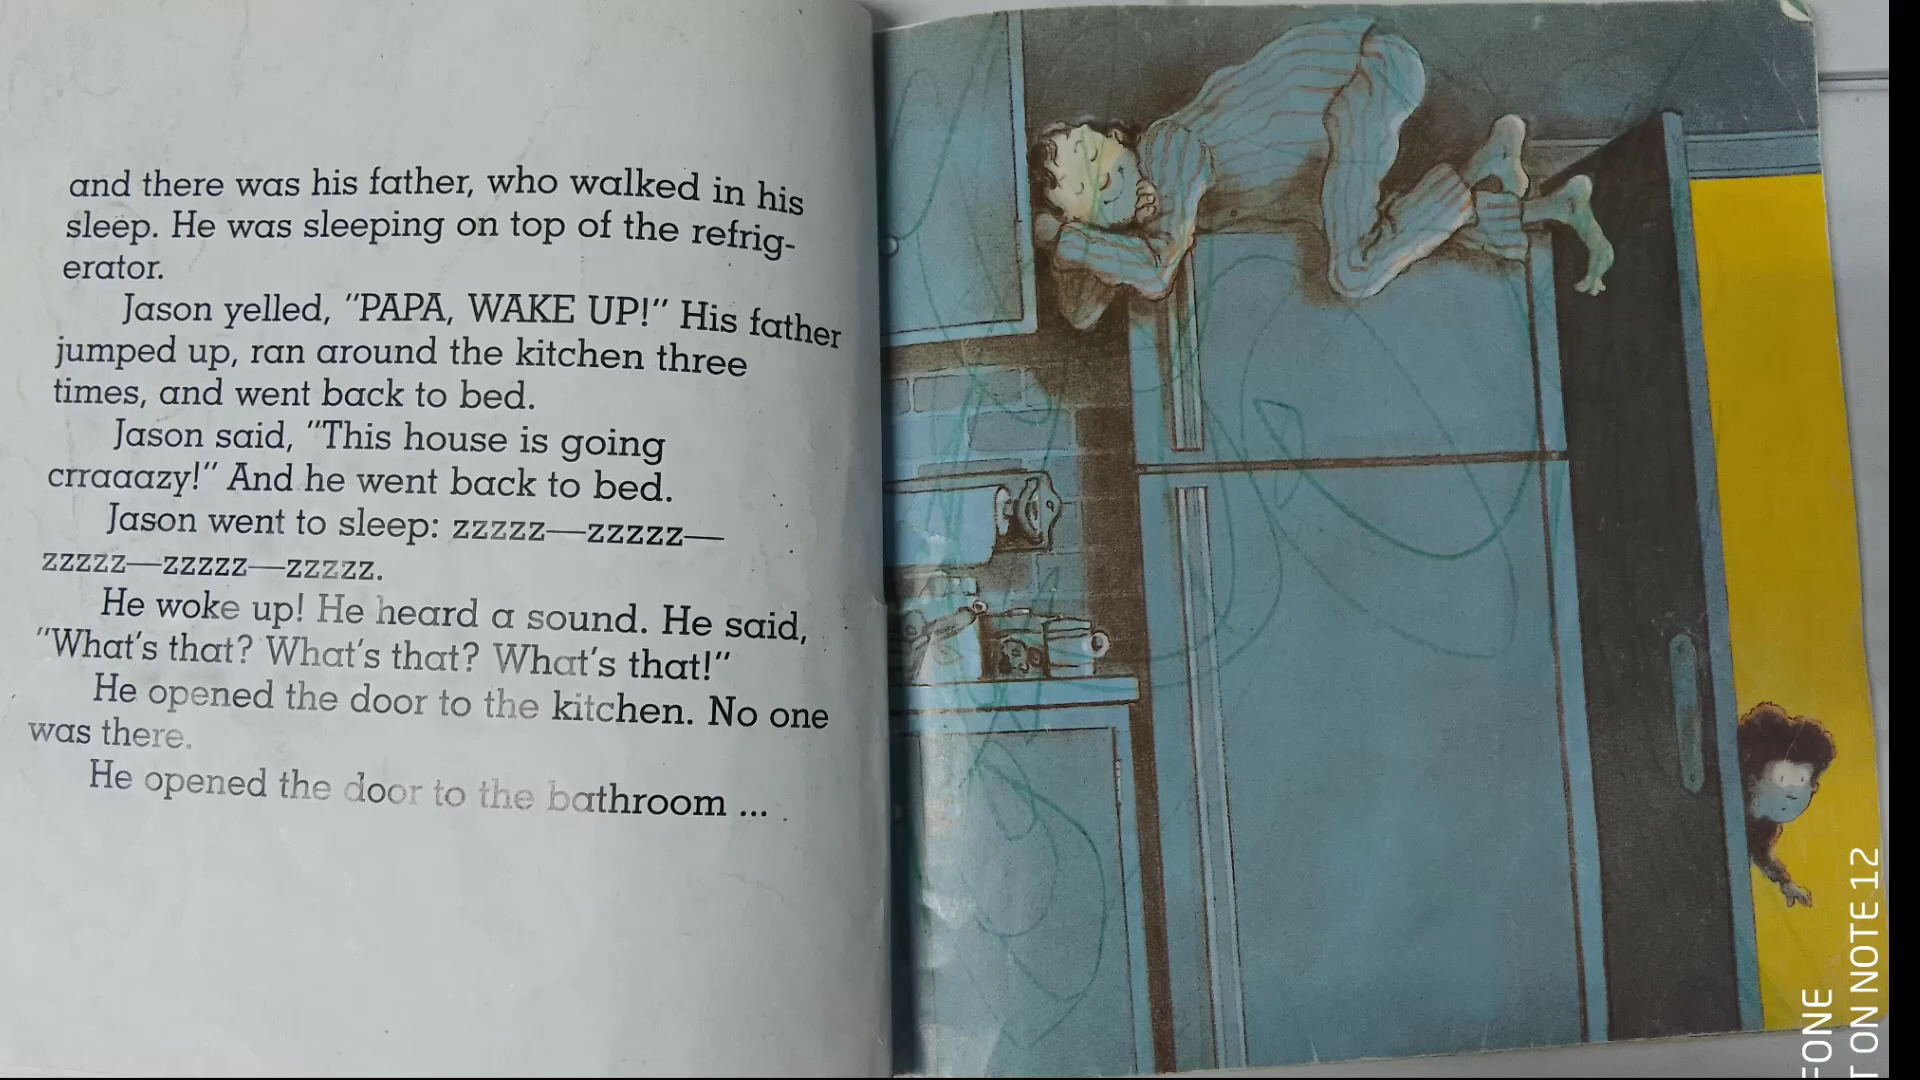 and there was his father, who walked in his
sleep. He was sleeping on top of the refrig-
erator.
Jason yelled, "PAPA, WAKE UP!" His father
jumped up, ran around the kitchen three
times, and went back to bed.
Jason said, "This house is going
crraaazy!" And he went back to bed.
Jason went to sleep: zzzzz—zzzzz—
zzzzz—zzzzz—zzzzz.
He woke up! He heard a sound. He said,
"What's that? What's that? What's that!"
He opened the door to the kitchen. No one
was there.
He opened the door to the bathroom ...
FONE
T ON NOTE 12